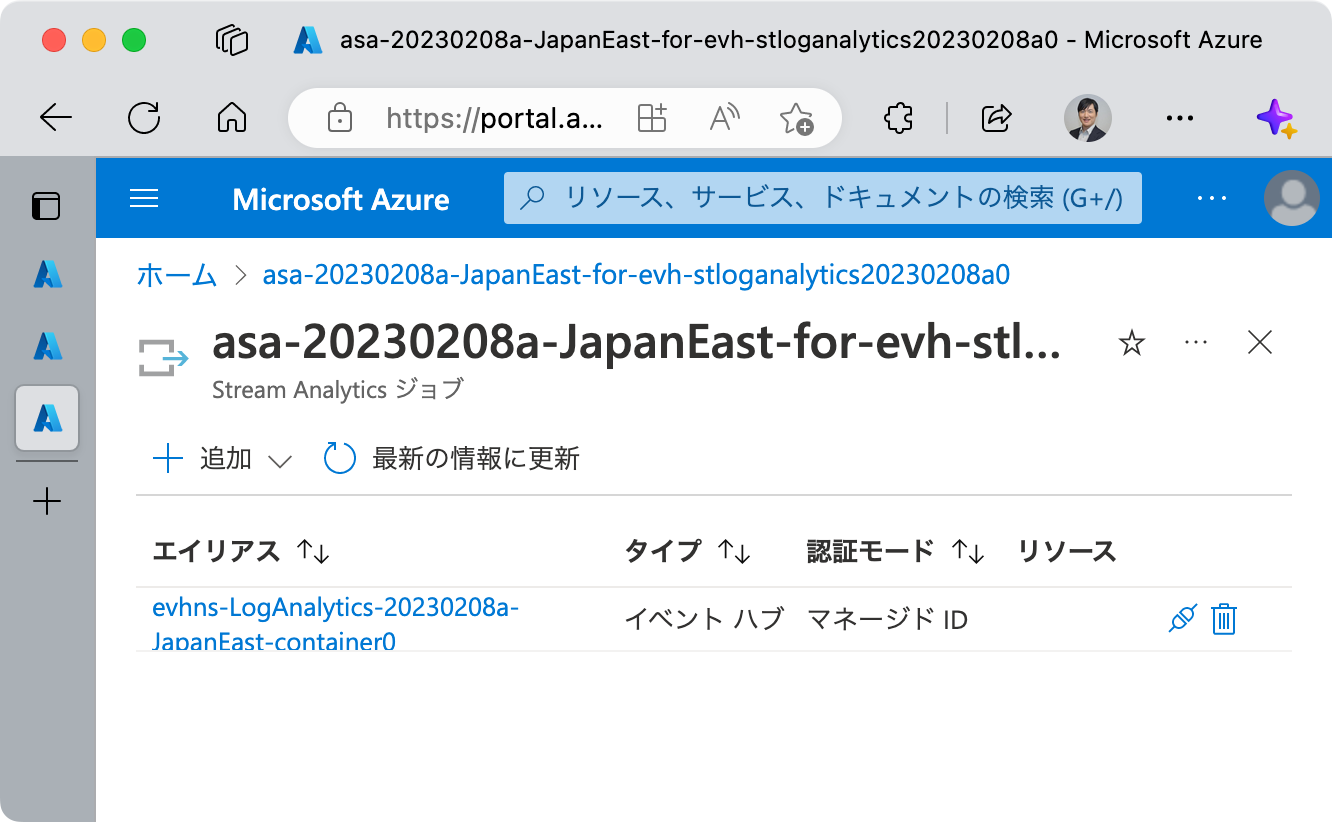 asa-20230208a-JapanEast-for-evh-stloganalytics20230208a0 - Microsoft Azure
https://portal.a...
Microsoft Azure
リソース、サービス、ドキュメントの検索 (G+/)
ホーム
asa-20230208a-JapanEast-for-evh-stloganalytics20230208a0
asa-20230208a-JapanEast-for-evh-stl...
Stream Analytics ジョブ
追加
最新の情報に更新
エイリアス タイプ 認証モード リソース
evhns-LogAnalytics-20230208a- イベント ハブ マネージド ID
JapanEast-container0